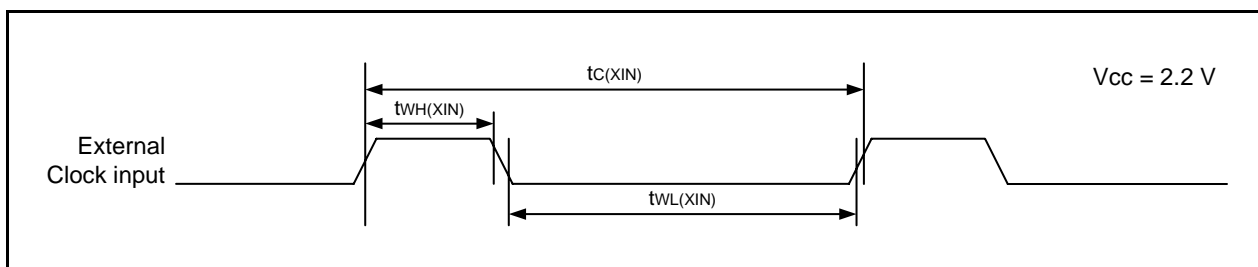 tC(XIN)
Vcc = 2.2 V
tWH(XIN)
External
Clock input
tWL(XIN)